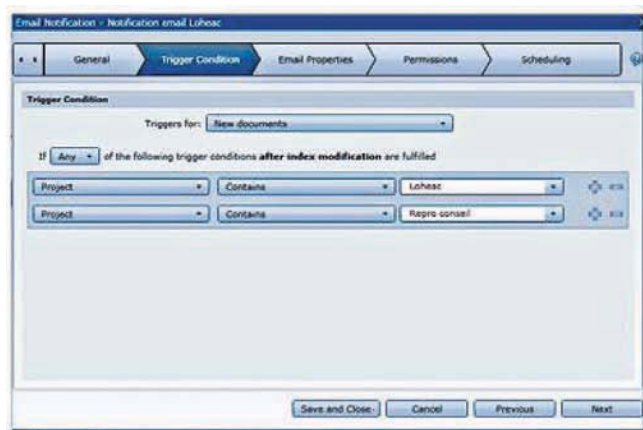 Email Notification - Notification email Loheac
General Trigger Condition Email Properties Permissions Scheduling
Trigger Condition
Triggers for: New documents
If Any of the following trigger conditions after index modification are fulfilled
Project Contains Loheac
Project Contains Repro conseil
Save and Close Cancel Previous Next